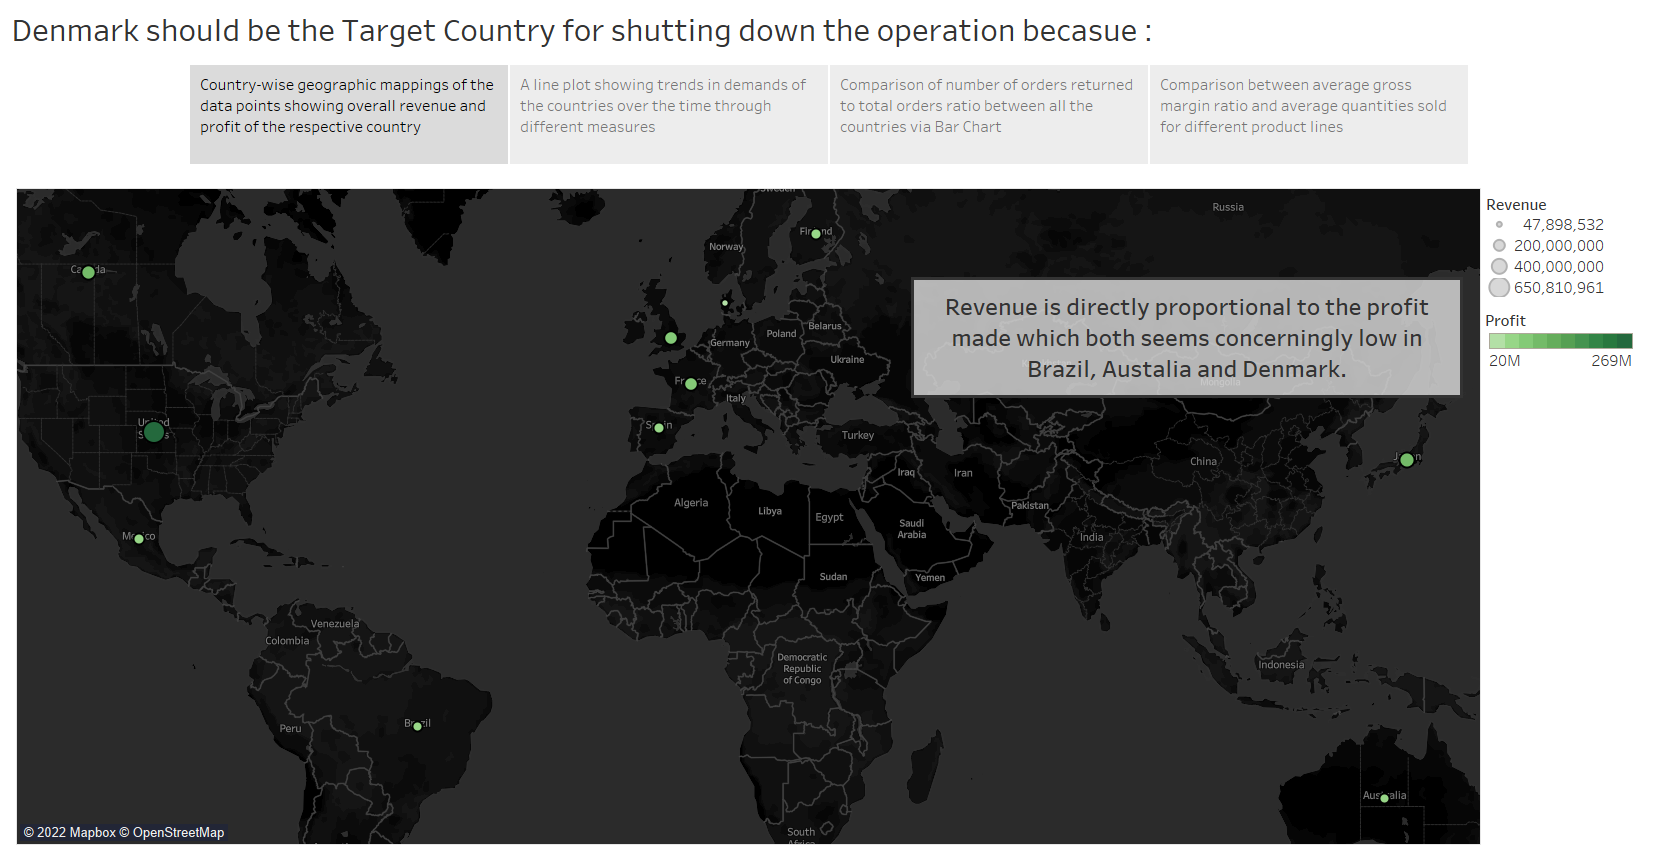 Denmark should be the Target Country for shutting down the operation becasue :
Country-wise geographic mappings of the
data points showing overall revenue and
profit of the respective country
A line plot showing trends in demands of
the countries over the time through
different measures
Comparison of number of orders returned
to total orders ratio between all the
countries via Bar Chart
Comparison between average gross
margin ratio and average quantities sold
for different product lines
Sweden
Russia
Norway
Revenue is directly proportional to the profit
made which both seems concerningly low in
Brazil, Austalia and Denmark.
Mongolia
Belarus
Poland
Germany
Ukraine
Italy
Turkey
China
Iraq
Iran
Algeria
Libya
Egypt
Pakistan
Saudi
Arabia
India
Sudan
Yemen
Venezuela
Colombia
Democratic
Republic
of Congo
Indonesia
Peru
South
Africa
© 2022 Mapbox © OpenStreetMap
Revenue
47,898,532
200,000,000
400,000,000
650,810,961
Profit
20M 269M